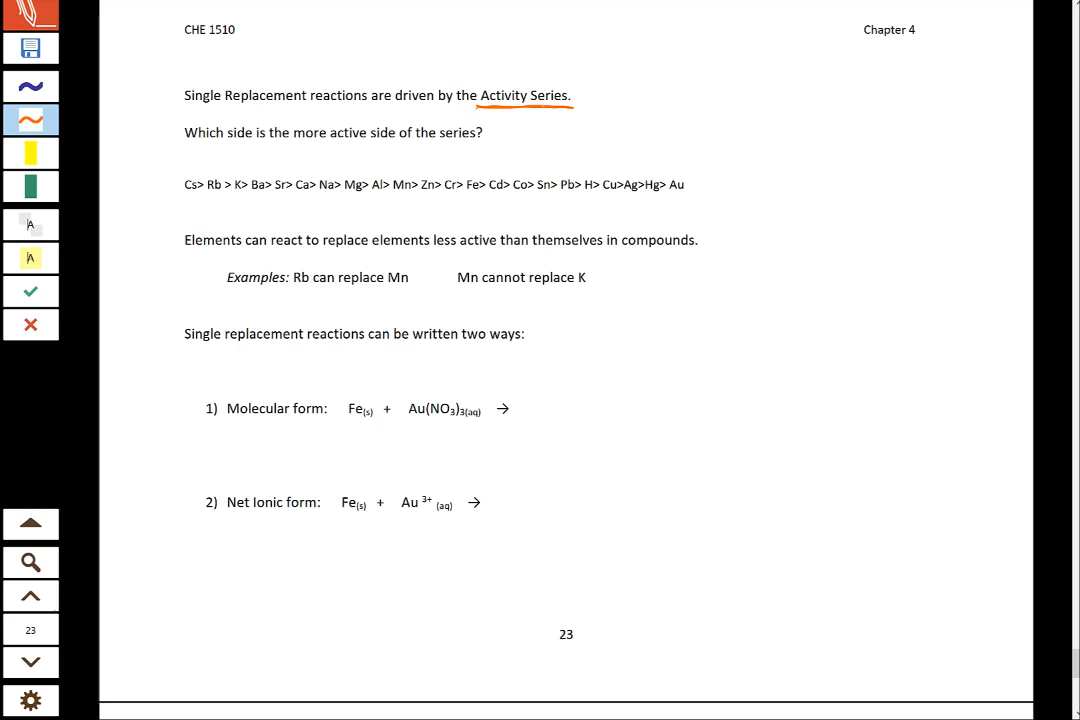 CHE 1510 Chapter 4
Single Replacement reactions are driven by the Activity Series.
Which side is the more active side of the series?
Cs> Rb > K> Ba> Sr> Ca> Na> Mg> Al> Mn> Zn> Cr> Fe> Cd> Co> Sn> Pb> H> Cu>Ag>Hg> Au
Elements can react to replace elements less active than themselves in compounds.
Examples: Rb can replace Mn Mn cannot replace K
Single replacement reactions can be written two ways:
1) Molecular form: Fe(s) + Au(NO3)3(aq) →
2) Net Ionic form: Fe(s) + Au 3+ (aq) →
23
A
A
23